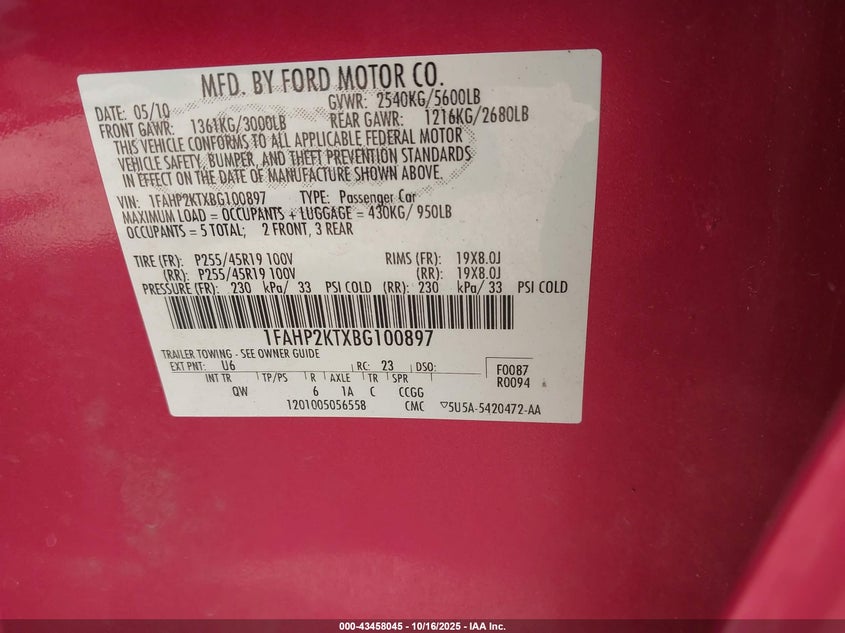 MFD. BY FORD MOTOR CO.
DATE: 05/10 GVWR: 2540KG/5600LB
FRONT GAWR: 1361KG/3000LB REAR GAWR: 1216KG/2680LB
THIS VEHICLE CONFORMS TO ALL APPLICABLE FEDERAL MOTOR
VEHICLE SAFETY, BUMPER, AND THEFT PREVENTION STANDARDS
IN EFFECT ON THE DATE OF MANUFACTURE SHOWN ABOVE.
VIN: 1FAHP2KTXBG100897 TYPE: Passenger Car
MAXIMUM LOAD = OCCUPANTS + LUGGAGE = 430KG/ 950LB
OCCUPANTS = 5 TOTAL; 2 FRONT, 3 REAR
TIRE (FR): P255/45R19 100V RIMS (FR): 19X8.0J
(RR): P255/45R19 100V (RR): 19X8.0J
PRESSURE (FR): 230 kPa/ 33 PSI COLD (RR): 230 kPa/ 33 PSI COLD
1FAHP2KTXBG100897
TRAILER TOWING - SEE OWNER GUIDE
EXT PNT: U6 RC: 23 DSO: F0087
INT TR TP/PS R AXLE TR SPR R0094
QW 6 1A C CCGG
1201005056558 CMC 5U5A-5420472-AA
000-43458045 - 10/16/2025 - IAA Inc.